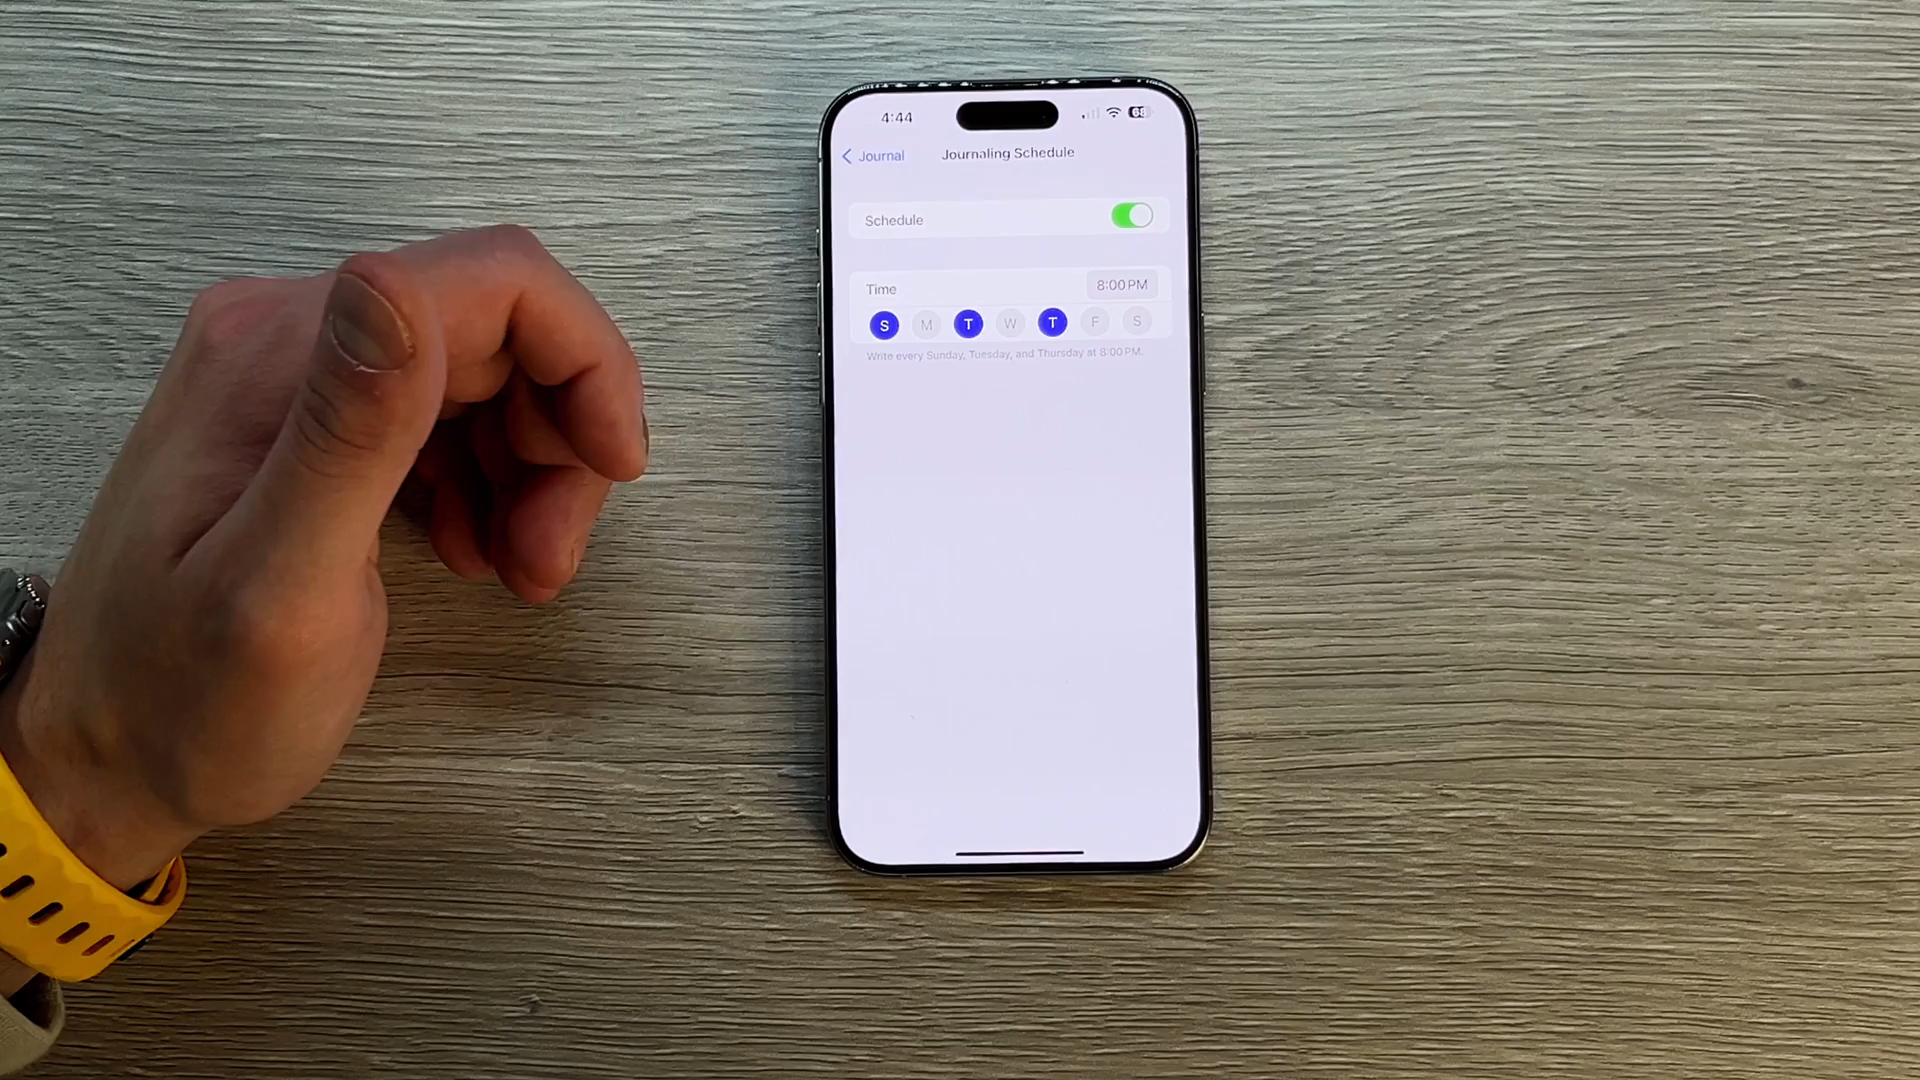 4:44 68
Journal Journaling Schedule
Schedule
Time 8:00 PM
S M T W T F S
Write every Sunday, Tuesday, and Thursday at 8:00 PM.